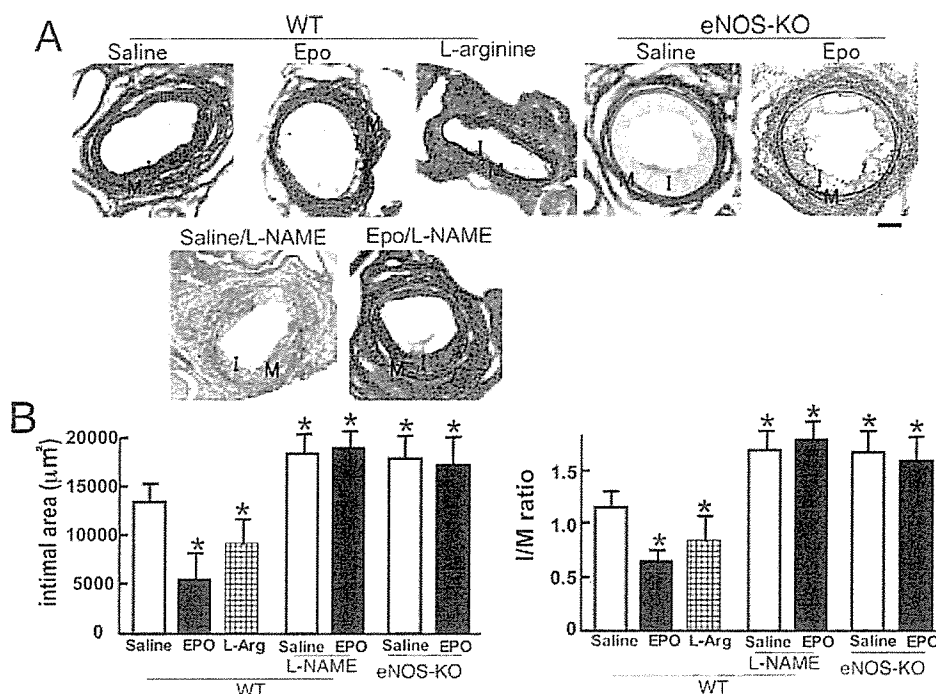 A
WT
eNOS-KO
Saline
Epo
L-arginine
Saline
Epo
M
M
I
M
M
I
I
M
Saline/L-NAME
Epo/L-NAME
I
M
M
I
B
intimal area (μm²)
20000
15000
10000
5000
0
*
*
*
*
*
*
Saline
EPO
L-Arg
Saline
EPO
Saline
EPO
L-NAME
eNOS-KO
WT
I/M ratio
1.5
1.0
0.5
0
*
*
*
*
*
*
Saline
EPO
L-Arg
Saline
EPO
Saline
EPO
L-NAME
eNOS-KO
WT